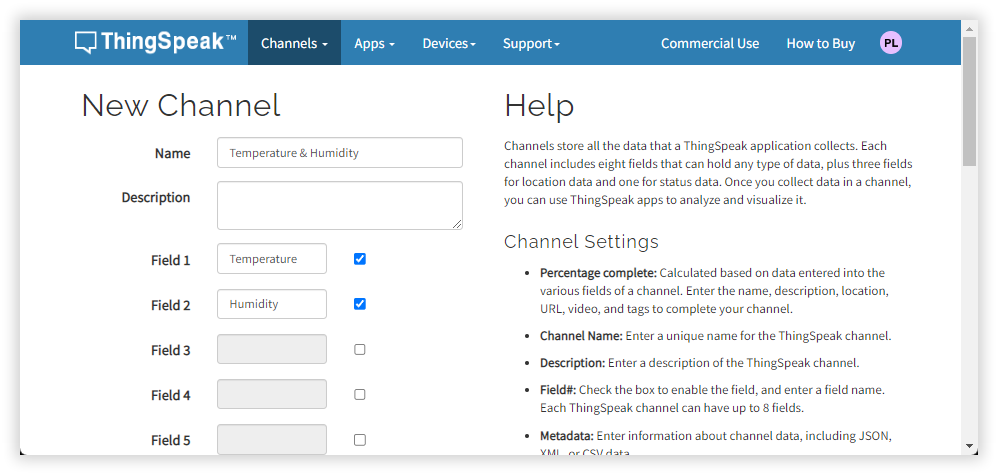 ThingSpeak™ Channels Apps Devices Support Commercial Use How to Buy PL
New Channel
Name Temperature & Humidity
Description
Field 1 Temperature
Field 2 Humidity
Field 3
Field 4
Field 5
Help
Channels store all the data that a ThingSpeak application collects. Each
channel includes eight fields that can hold any type of data, plus three fields
for location data and one for status data. Once you collect data in a channel,
you can use ThingSpeak apps to analyze and visualize it.
Channel Settings
• Percentage complete: Calculated based on data entered into the
various fields of a channel. Enter the name, description, location,
URL, video, and tags to complete your channel.
• Channel Name: Enter a unique name for the ThingSpeak channel.
• Description: Enter a description of the ThingSpeak channel.
• Field#: Check the box to enable the field, and enter a field name.
Each ThingSpeak channel can have up to 8 fields.
• Metadata: Enter information about channel data, including JSON,
XML, or CSV data.